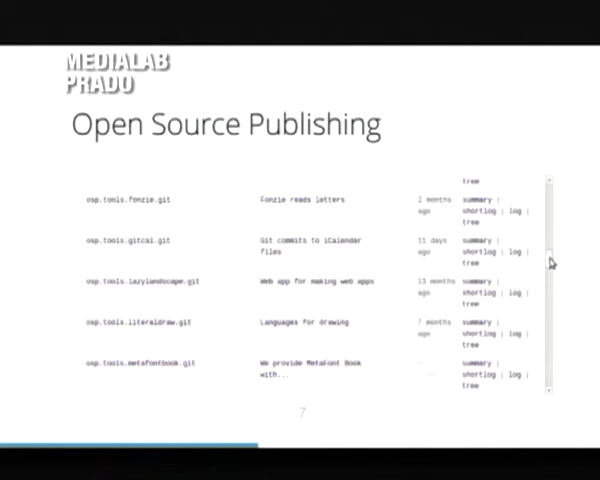 MEDIALAB
PRADO
Open Source Publishing
tree
osp.tools.fonzie.git Fonzie reads letters 2 months ago summary | shortlog | log | tree
osp.tools.gitcal.git Git commits to iCalendar files 11 days ago summary | shortlog | log | tree
osp.tools.lazylandscape.git Web app for making web apps 13 months ago summary | shortlog | log | tree
osp.tools.literaldraw.git Languages for drawing 7 months ago summary | shortlog | log | tree
osp.tools.metafontbook.git We provide MetaFont Book with... summary | shortlog | log | tree
7